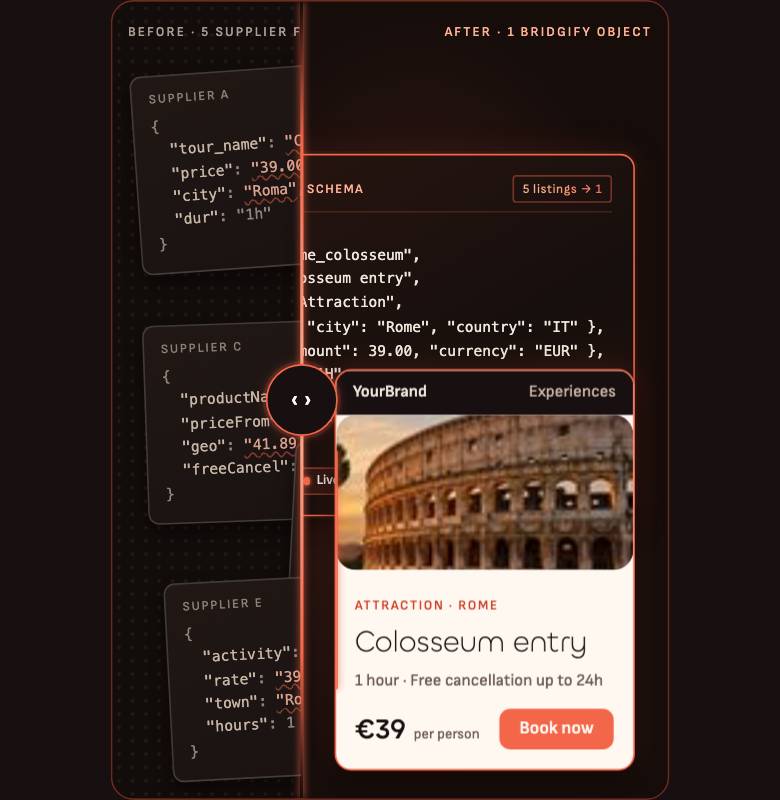 BEFORE · 5 SUPPLIER F
AFTER · 1 BRIDGIFY OBJECT
SUPPLIER A
{
"tour_name": "C
"price": "39.00
"city": "Roma"
"dur": "1h"
}
SUPPLIER C
{
"productNa
"priceFrom
"geo": "41.89
"freeCancel":
}
SUPPLIER E
{
"activity":
"rate": "39
"town": "Ro
"hours": 1
}
SCHEMA
5 listings → 1
me_colosseum",
osseum entry",
Attraction",
"city": "Rome", "country": "IT" },
mount": 39.00, "currency": "EUR" },
Live
‹ ›
YourBrand
Experiences
ATTRACTION · ROME
Colosseum entry
1 hour · Free cancellation up to 24h
€39 per person
Book now